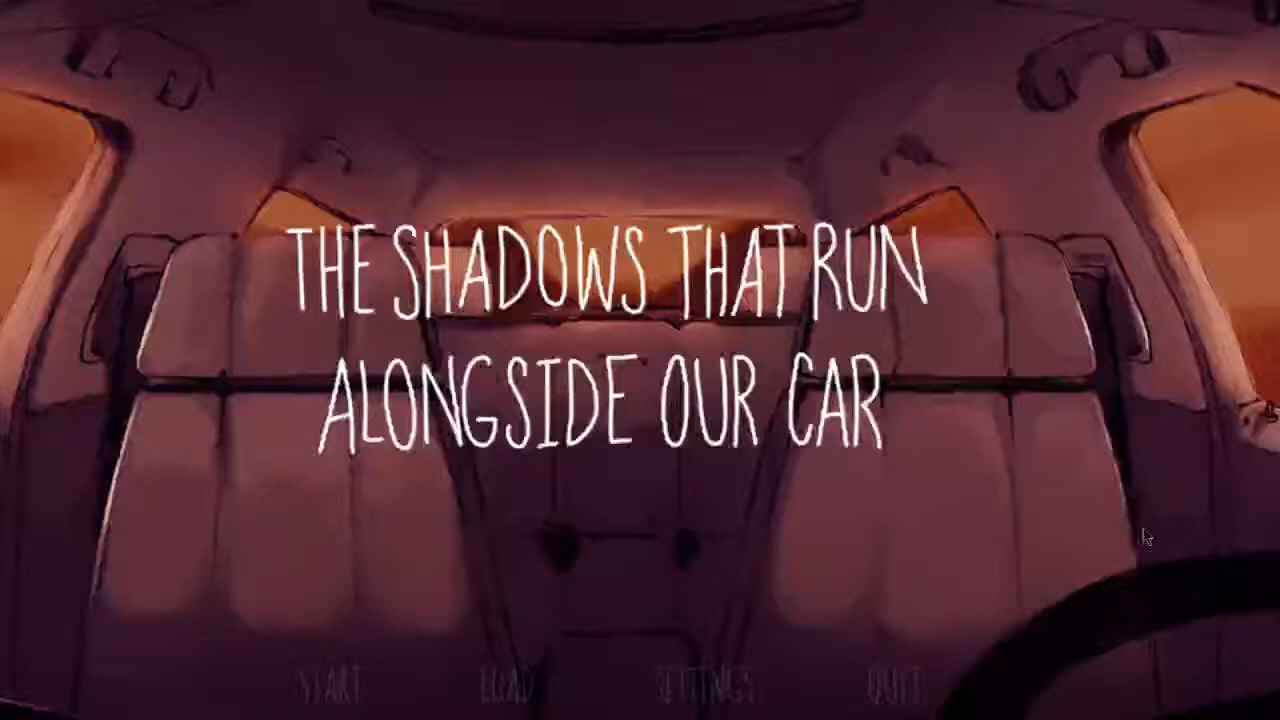 THE SHADOWS THAT RUN
ALONGSIDE OUR CAR
START LOAD SETTINGS QUIT